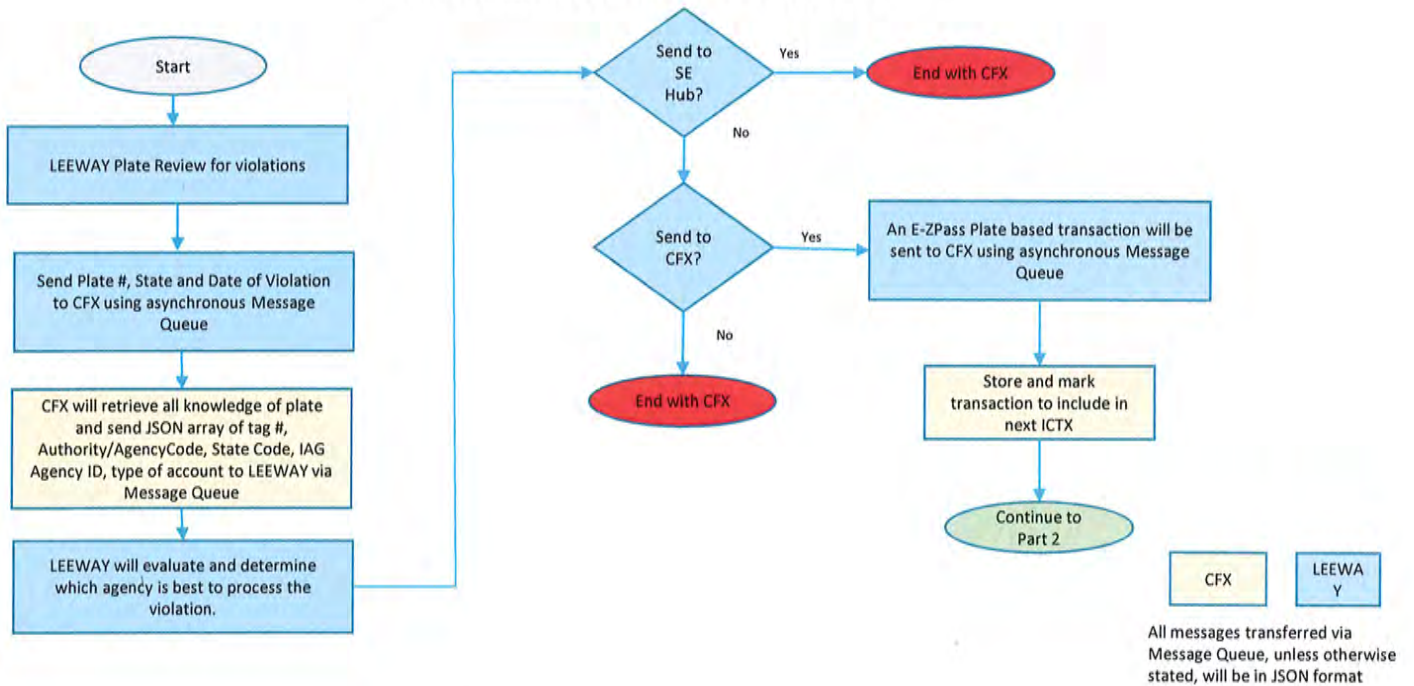 Start
LEEWAY Plate Review for violations
Send Plate #, State and Date of Violation
to CFX using asynchronous Message
Queue
CFX will retrieve all knowledge of plate
and send JSON array of tag #,
Authority/AgencyCode, State Code, IAG
Agency ID, type of account to LEEWAY via
Message Queue
LEEWAY will evaluate and determine
which agency is best to process the
violation.
Send to
SE
Hub?
Yes
End with CFX
No
Send to
CFX?
Yes
An E-ZPass Plate based transaction will be
sent to CFX using asynchronous Message
Queue
No
End with CFX
Store and mark
transaction to include in
next ICTX
Continue to
Part 2
CFX
LEEWA
Y
All messages transferred via
Message Queue, unless otherwise
stated, will be in JSON format